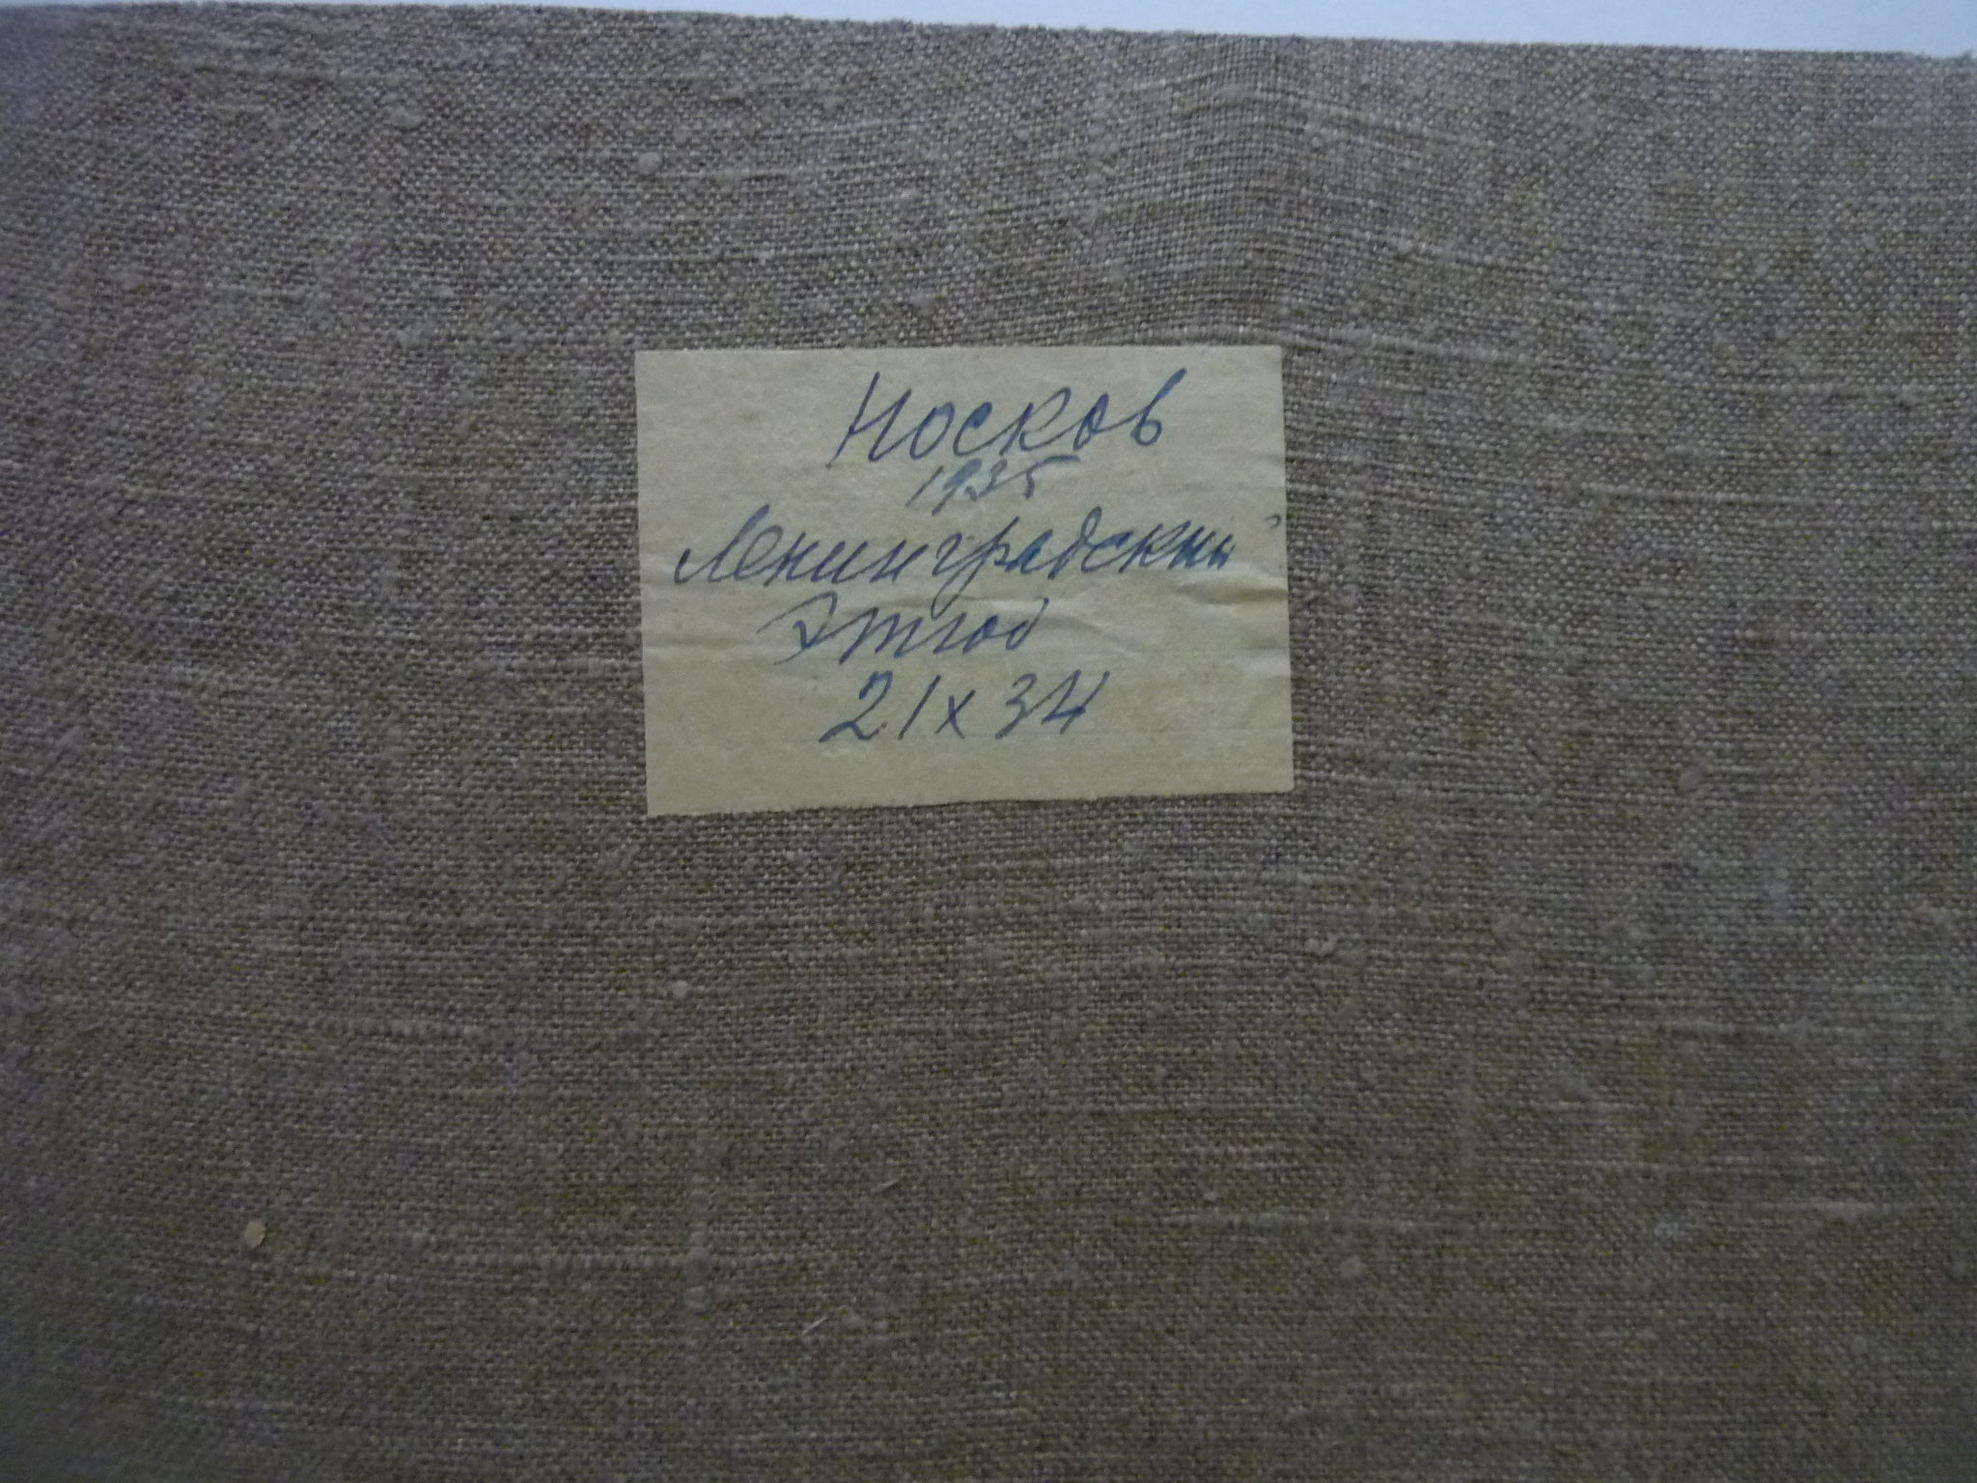 Носков
1935
Ленинградский
Этюд
21х34